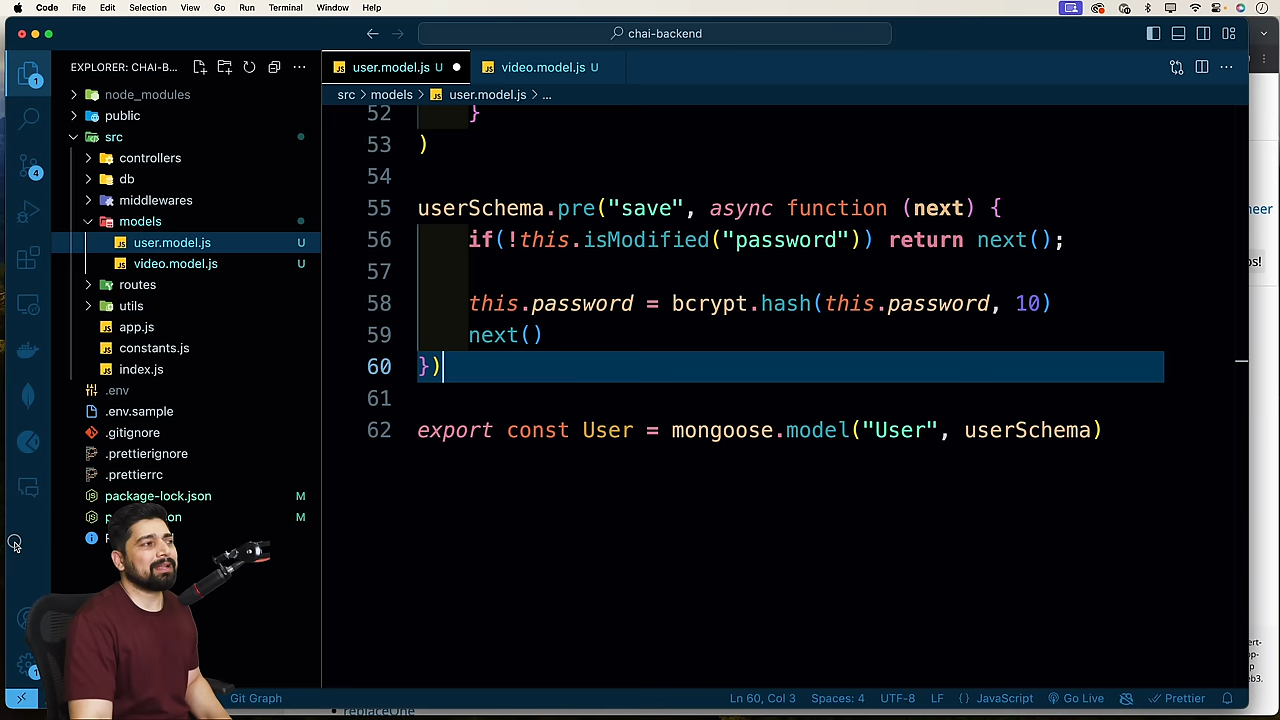 Code File Edit Selection View Go Run Terminal Window Help
chai-backend
EXPLORER: CHAI-B...
user.model.js U
video.model.js U
src > models > user.model.js > ...
node_modules
public
src
controllers
db
middlewares
models
user.model.js U
video.model.js U
routes
utils
app.js
constants.js
index.js
.env
.env.sample
.gitignore
.prettierignore
.prettierrc
package-lock.json M
M
1
4
1
52 }
53 )
54
55 userSchema.pre("save", async function (next) {
56 if(!this.isModified("password")) return next();
57
58 this.password = bcrypt.hash(this.password, 10)
59 next()
60 })
61
62 export const User = mongoose.model("User", userSchema)
Git Graph
Ln 60, Col 3 Spaces: 4 UTF-8 LF {} JavaScript Go Live Prettier
replaceOne